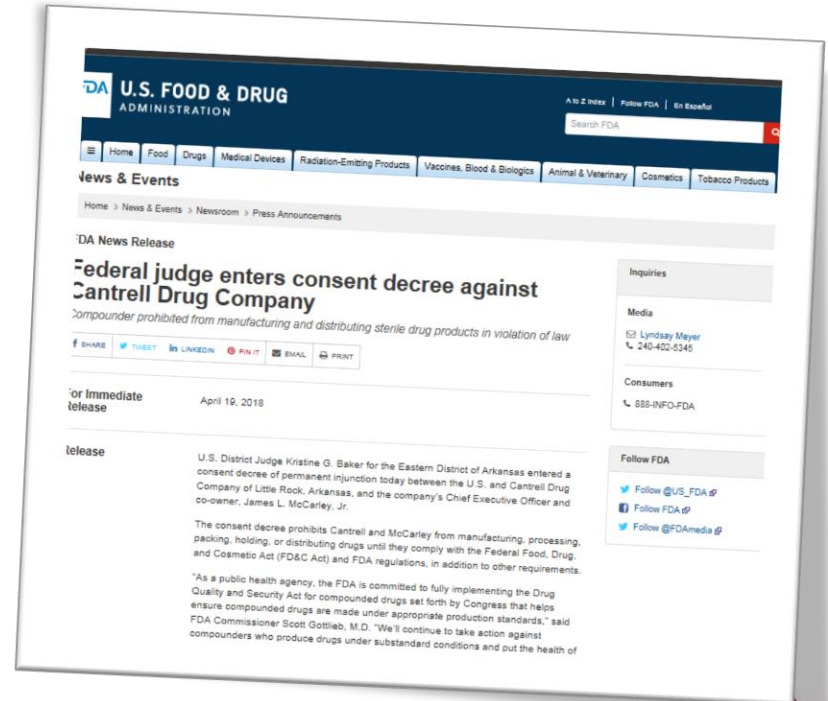 FDA U.S. FOOD & DRUG
ADMINISTRATION
A to Z Index | Follow FDA | En Español
Search FDA
Home Food Drugs Medical Devices Radiation-Emitting Products Vaccines, Blood & Biologics Animal & Veterinary Cosmetics Tobacco Products
News & Events
Home > News & Events > Newsroom > Press Announcements
FDA News Release
Federal judge enters consent decree against
Cantrell Drug Company
Compounder prohibited from manufacturing and distributing sterile drug products in violation of law
SHARE TWEET LINKEDIN PIN IT EMAIL PRINT
For Immediate
Release
April 19, 2018
Release
U.S. District Judge Kristine G. Baker for the Eastern District of Arkansas entered a
consent decree of permanent injunction today between the U.S. and Cantrell Drug
Company of Little Rock, Arkansas, and the company's Chief Executive Officer and
co-owner, James L. McCarley, Jr.
The consent decree prohibits Cantrell and McCarley from manufacturing, processing,
packing, holding, or distributing drugs until they comply with the Federal Food, Drug,
and Cosmetic Act (FD&C Act) and FDA regulations, in addition to other requirements.
"As a public health agency, the FDA is committed to fully implementing the Drug
Quality and Security Act for compounded drugs set forth by Congress that helps
ensure compounded drugs are made under appropriate production standards," said
FDA Commissioner Scott Gottlieb, M.D. "We'll continue to take action against
compounders who produce drugs under substandard conditions and put the health of
Inquiries
Media
Lyndsay Meyer
240-402-5345
Consumers
888-INFO-FDA
Follow FDA
Follow @US_FDA
Follow FDA
Follow @FDAmedia